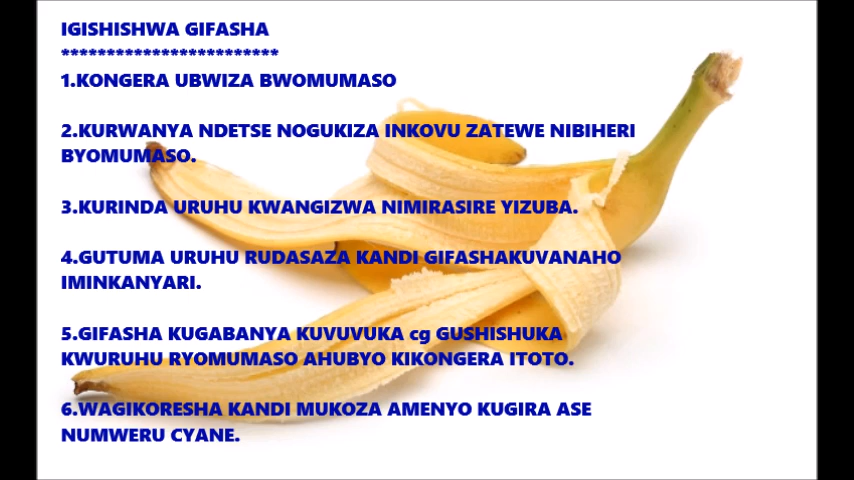 IGISHISHWA GIFASHA
*************************
1.KONGERA UBWIZA BWOMUMASO
2.KURWANYA NDETSE NOGUKIZA INKOVU ZATEWE NIBIHERI
BYOMUMASO.
3.KURINDA URUHU KWANGIZWA NIMIRASIRE YIZUBA.
4.GUTUMA URUHU RUDASAZA KANDI GIFASHAKUVANAHO
IMINKANYARI.
5.GIFASHA KUGABANYA KUVUVUKA cg GUSHISHUKA
KWURUHU RYOMUMASO AHUBYO KIKONGERA ITOTO.
6.WAGIKORESHA KANDI MUKOZA AMENYO KUGIRA ASE
NUMWERU CYANE.